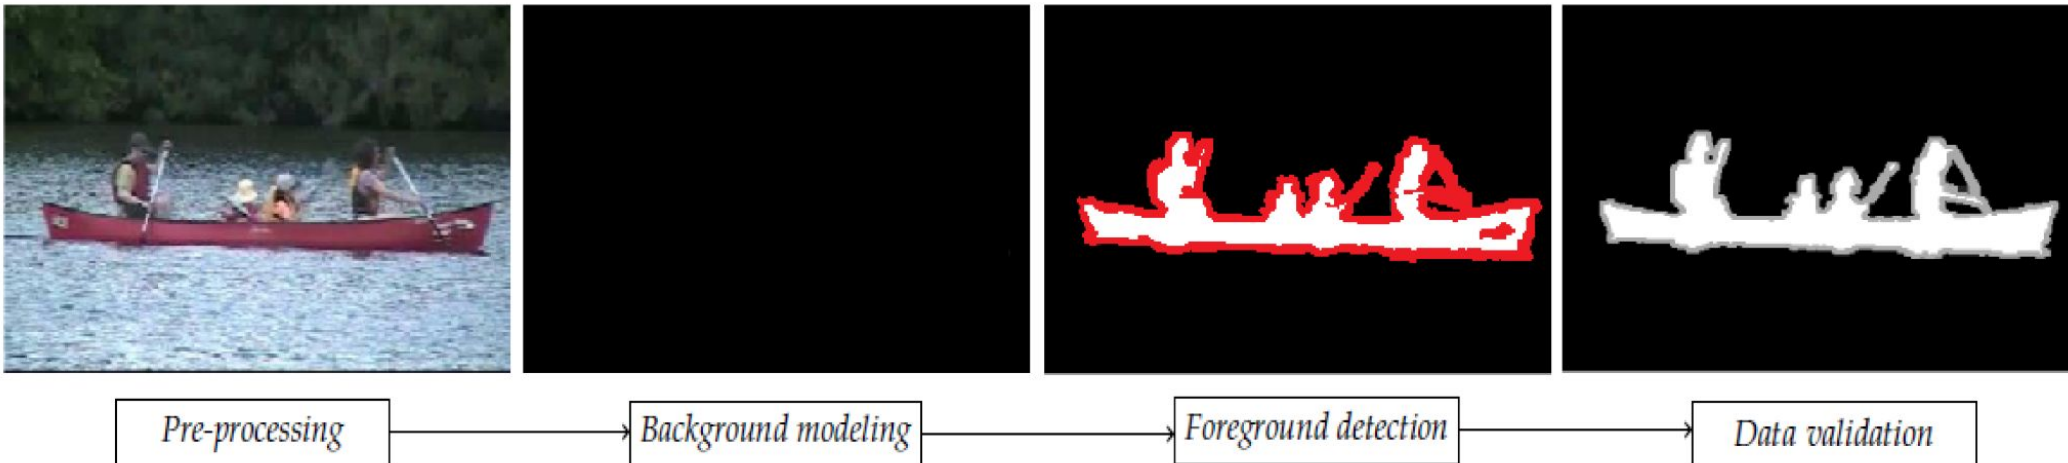 Pre-processing
Background modeling
Foreground detection
Data validation